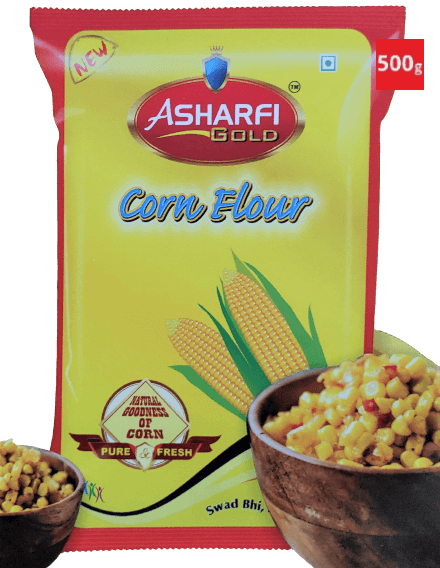 NEW
500g
ASHARFI
TM
GOLD
Corn Flour
NATURAL
GOODNESS
OF
CORN
PURE & FRESH
Swad Bhi,